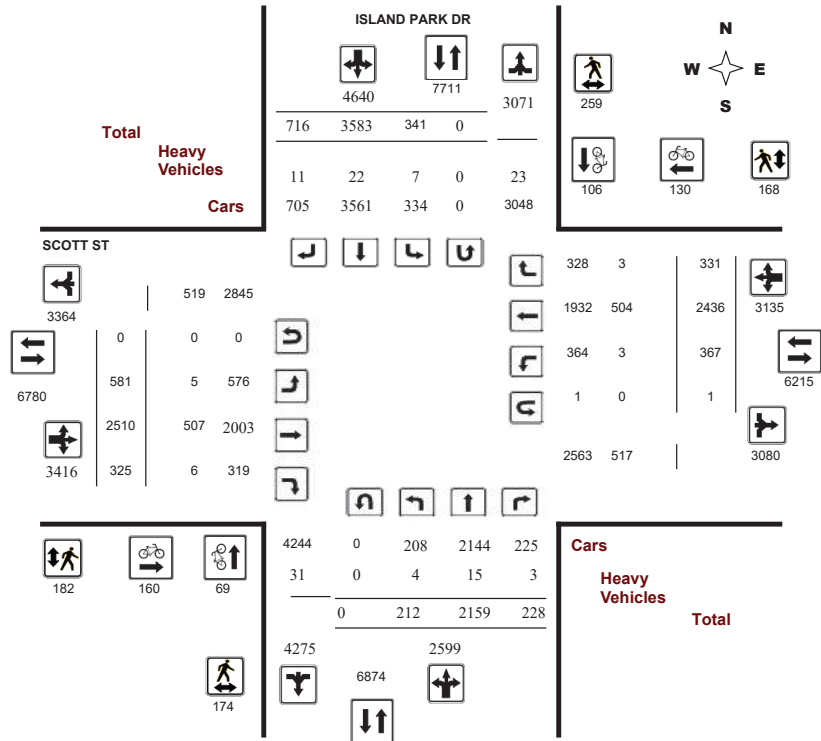 ISLAND PARK DR
N
W E
S
4640 7711 3071 259
Total 716 3583 341 0
Heavy
Vehicles
11 22 7 0 23
Cars 705 3561 334 0 3048
106 130 168
SCOTT ST
519 2845
3364
0 0 0
6780
581 5 576
2510 507 2003
3416 325 6 319
328 3 331
1932 504 2436 3135
364 3 367
6215
1 0 1
2563 517 3080
4244 0 208 2144 225 Cars
31 0 4 15 3 Heavy
Vehicles
0 212 2159 228 Total
182 160 69
4275 2599
6874
174